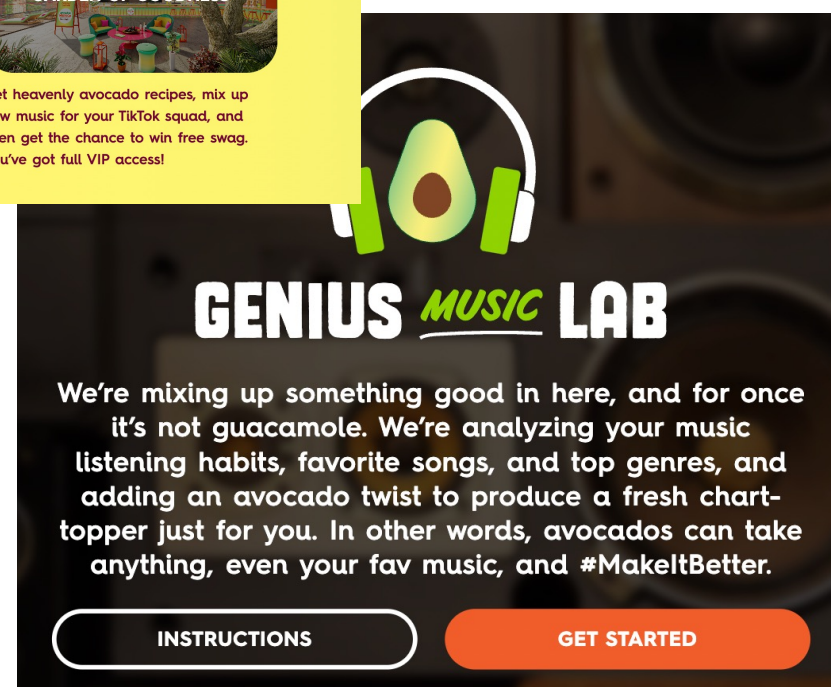 heavenly avocado recipes, mix up
music for your TikTok squad, and
get the chance to win free swag.
got full VIP access!
GENIUS MUSIC LAB
We're mixing up something good in here, and for once
it's not guacamole. We're analyzing your music
listening habits, favorite songs, and top genres, and
adding an avocado twist to produce a fresh chart-
topper just for you. In other words, avocados can take
anything, even your fav music, and #MakeItBetter.
INSTRUCTIONS
GET STARTED